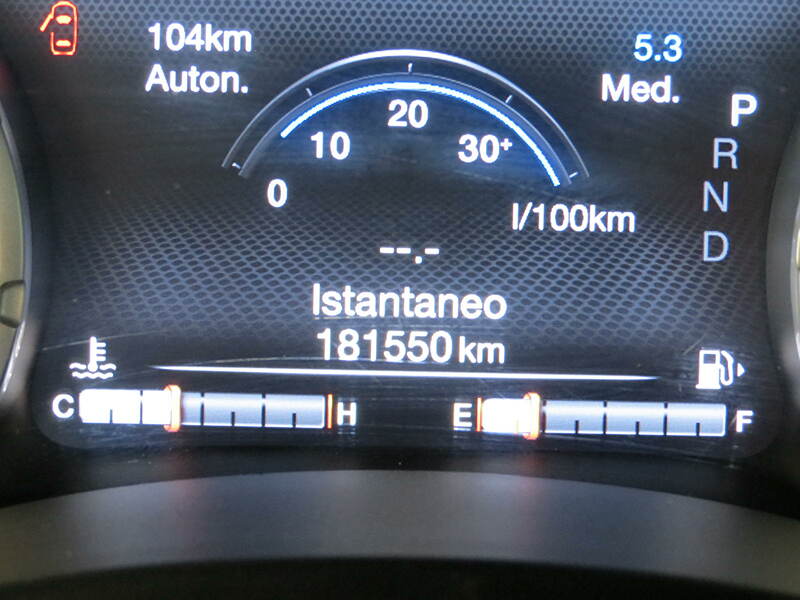 104km
Auton.
5.3
Med.
P
R
N
D
0
10
20
30+
l/100km
--.-
Istantaneo
181550 km
C H
E F